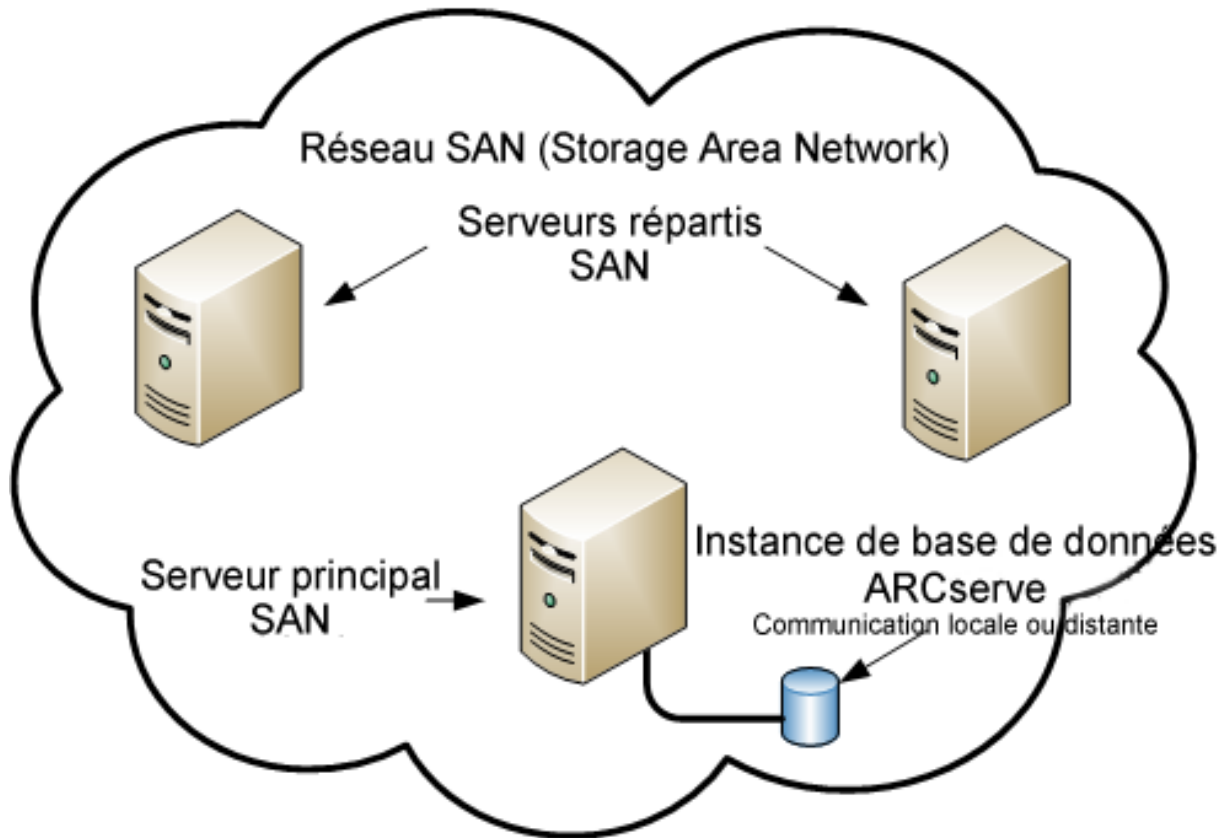 Réseau SAN (Storage Area Network)
Serveurs répartis
SAN
Serveur principal
SAN
Instance de base de données
ARCserve
Communication locale ou distante